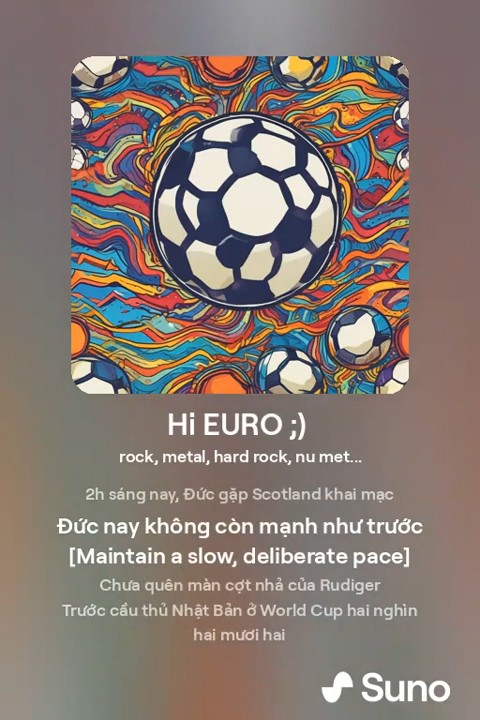 Hi EURO ;)
rock, metal, hard rock, nu met...
2h sáng nay, Đức gặp Scotland khai mạc
Đức nay không còn mạnh như trước
[Maintain a slow, deliberate pace]
Chưa quên màn cợt nhả của Rudiger
Trước cầu thủ Nhật Bản ở World Cup hai nghìn
hai mươi hai
Suno